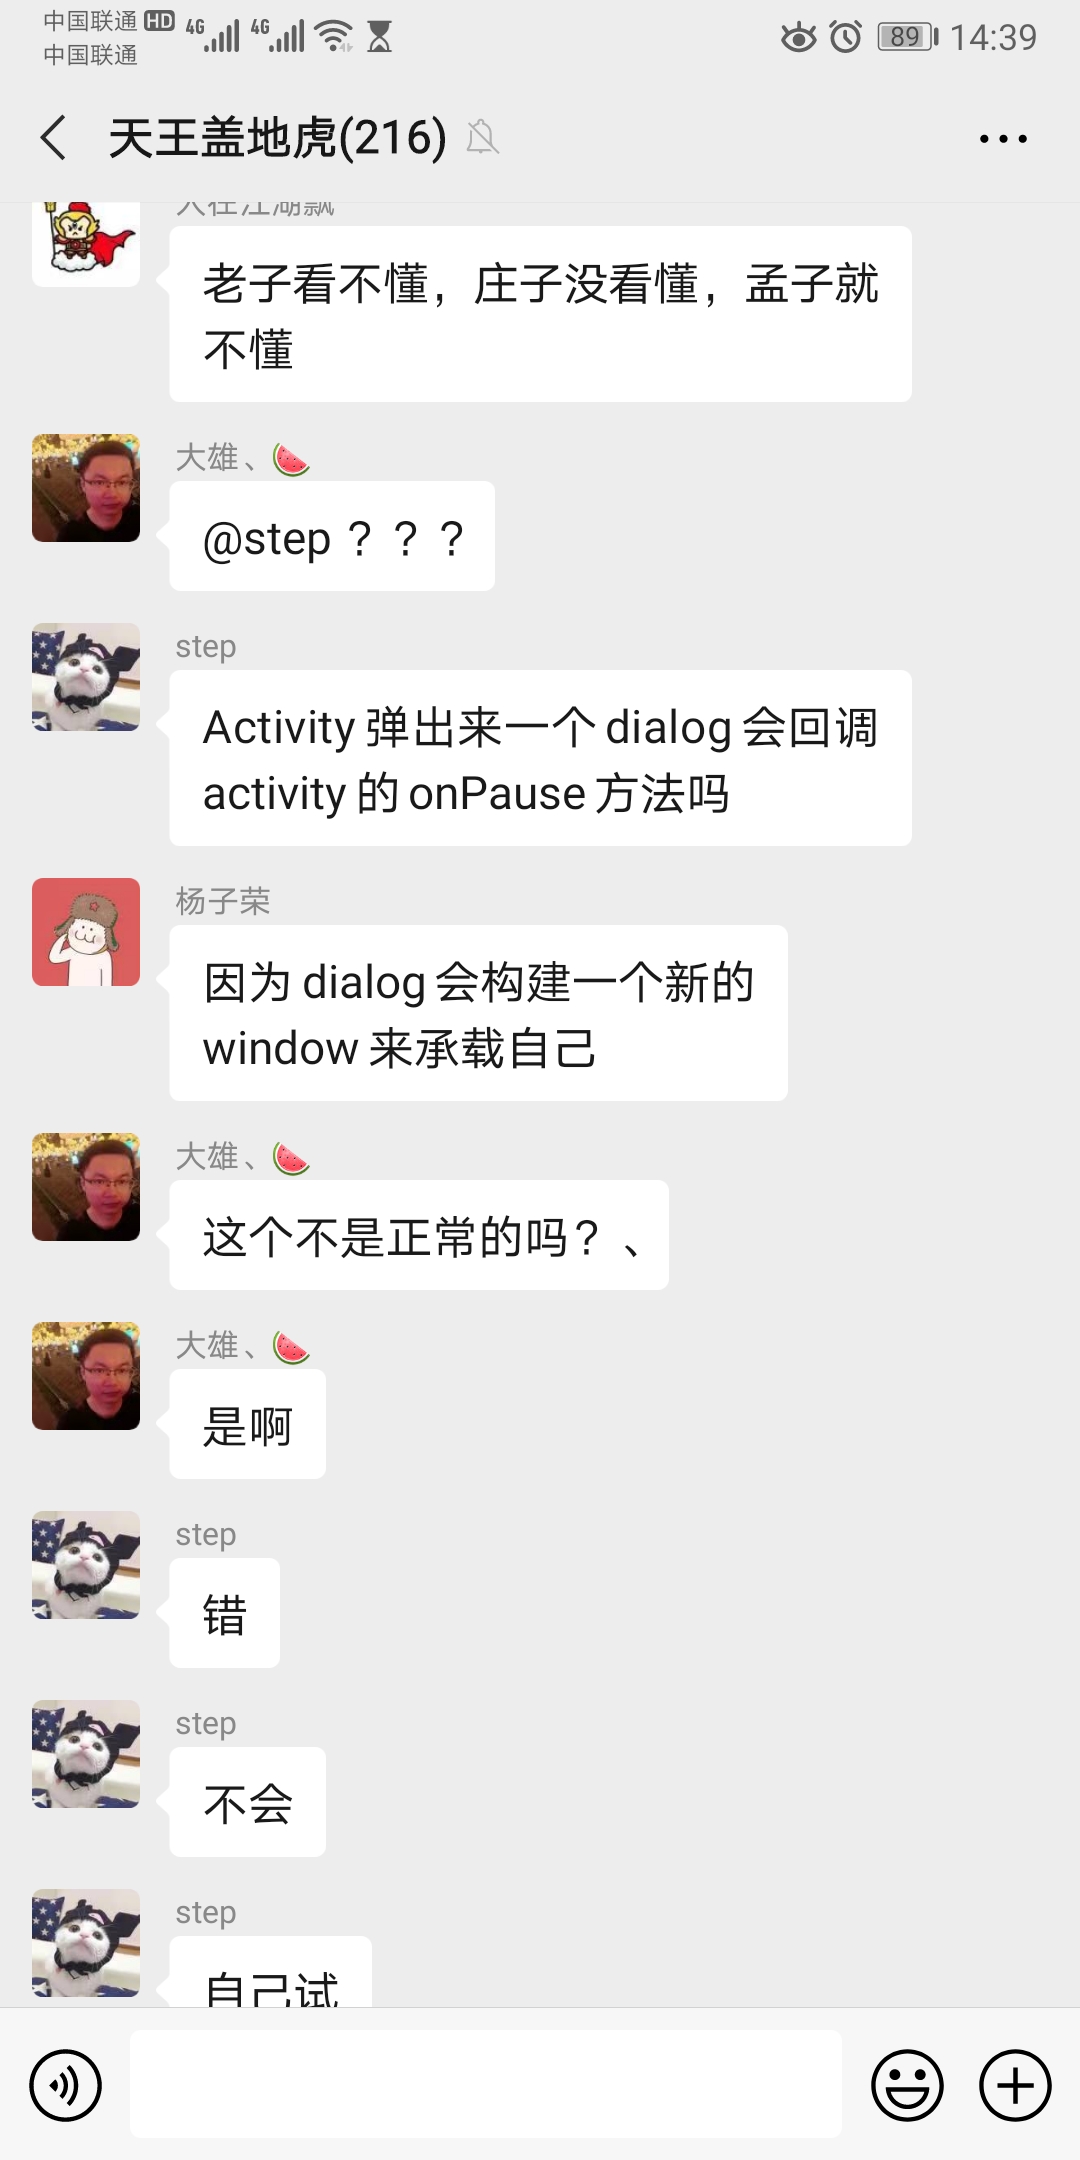 中国联通 HD 4G 4G 89 14:39
中国联通
天王盖地虎(216)
人在江湖飘
老子看不懂，庄子没看懂，孟子就
不懂
大雄、🍉
@step ？？？
step
Activity 弹出来一个 dialog 会回调
activity 的 onPause 方法吗
杨子荣
因为 dialog 会构建一个新的
window 来承载自己
大雄、🍉
这个不是正常的吗？、
大雄、🍉
是啊
step
错
step
不会
step
自己试